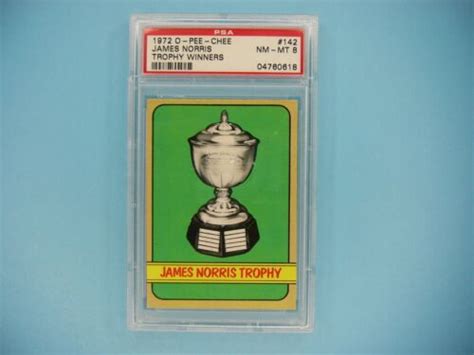 PSA
1972 O-PEE-CHEE #142
JAMES NORRIS NM-MT 8
TROPHY WINNERS 04760618
JAMES NORRIS TROPHY